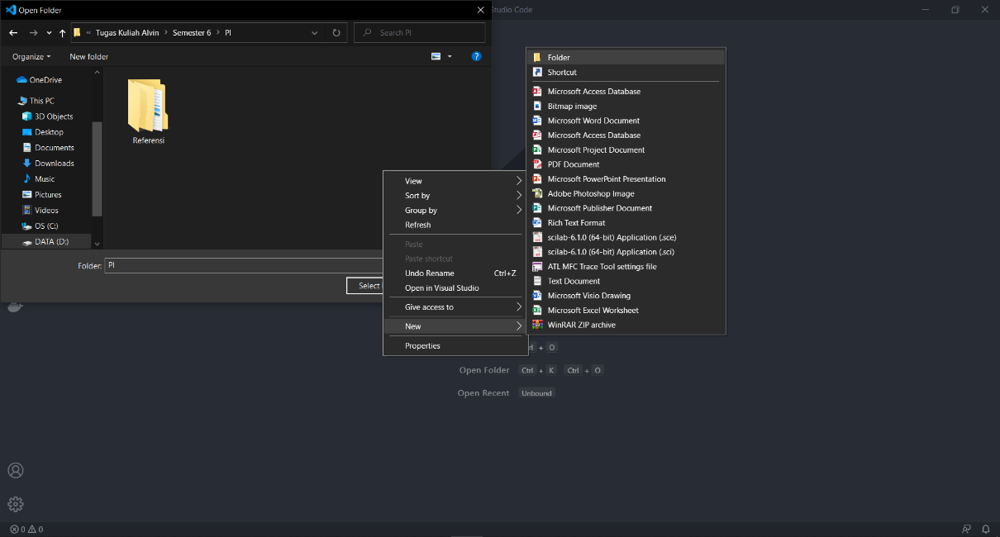 Open Folder
Studio Code
« Tugas Kuliah Alvin > Semester 6 > PI
Search PI
Organize
New folder
OneDrive
This PC
3D Objects
Desktop
Documents
Downloads
Music
Pictures
Videos
OS (C:)
DATA (D:)
Referensi
Folder:
PI
Select
View
Sort by
Group by
Refresh
Paste
Paste shortcut
Undo Rename Ctrl+Z
Open in Visual Studio
Give access to
New
Properties
Folder
Shortcut
Microsoft Access Database
Bitmap image
Microsoft Word Document
Microsoft Access Database
Microsoft Project Document
PDF Document
Microsoft PowerPoint Presentation
Adobe Photoshop Image
Microsoft Publisher Document
Rich Text Format
scilab-6.1.0 (64-bit) Application (.sce)
scilab-6.1.0 (64-bit) Application (.sci)
ATL MFC Trace Tool settings file
Text Document
Microsoft Visio Drawing
Microsoft Excel Worksheet
WinRAR ZIP archive
+ O
Open Folder Ctrl + K Ctrl + O
Open Recent Unbound
0 0